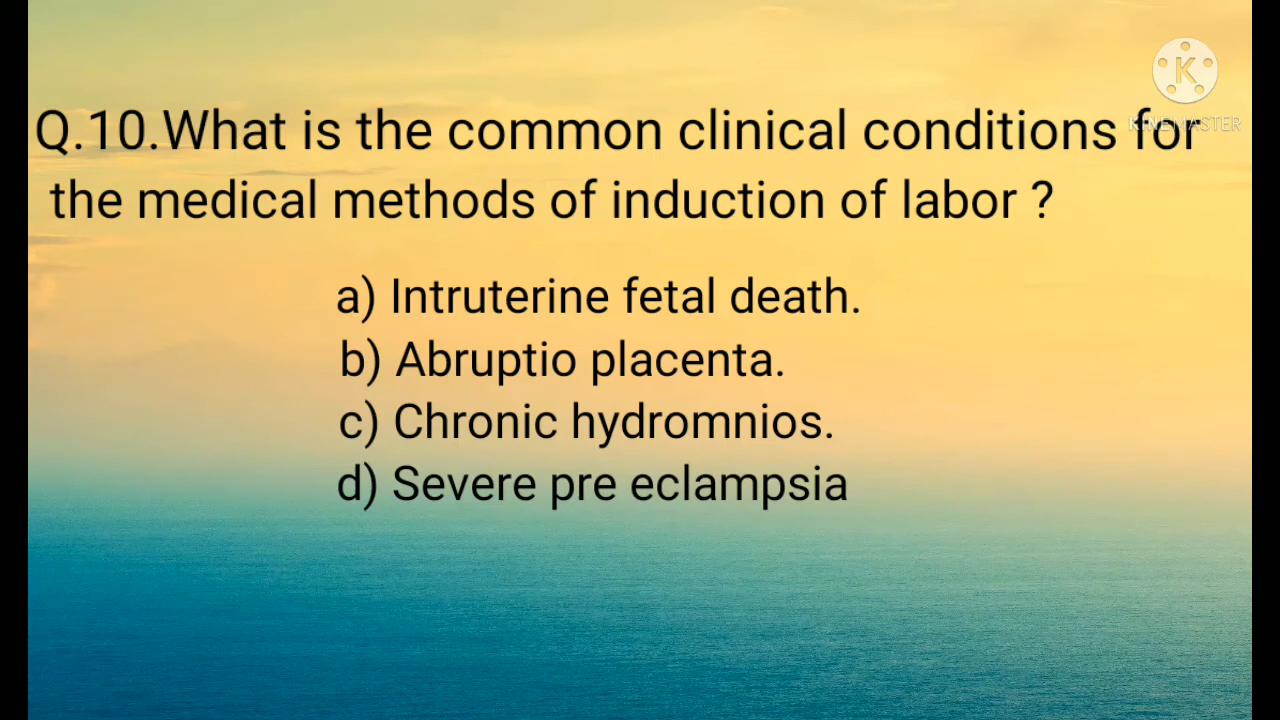 Q.10.What is the common clinical conditions for
the medical methods of induction of labor ?
a) Intruterine fetal death.
b) Abruptio placenta.
c) Chronic hydromnios.
d) Severe pre eclampsia
K
KINEMASTER